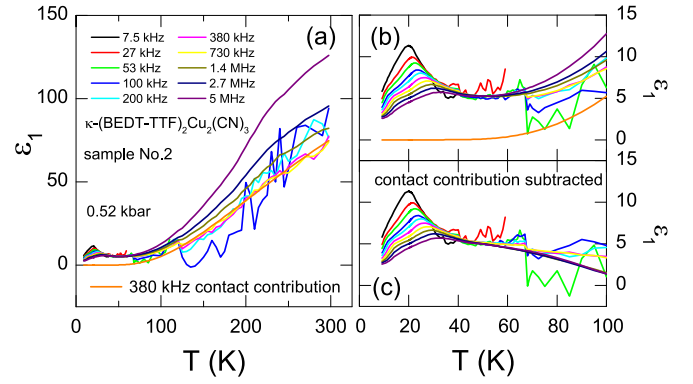 (a)
7.5 kHz 380 kHz
27 kHz 730 kHz
53 kHz 1.4 MHz
100 kHz 2.7 MHz
200 kHz 5 MHz
κ-(BEDT-TTF)₂Cu₂(CN)₃
sample No.2
0.52 kbar
380 kHz contact contribution
150
100
50
0
ε₁
0 100 200 300
T (K)
(b)
15
10
5
0
ε₁
contact contribution subtracted
(c)
15
10
5
0
ε₁
20 40 60 80 100
T (K)